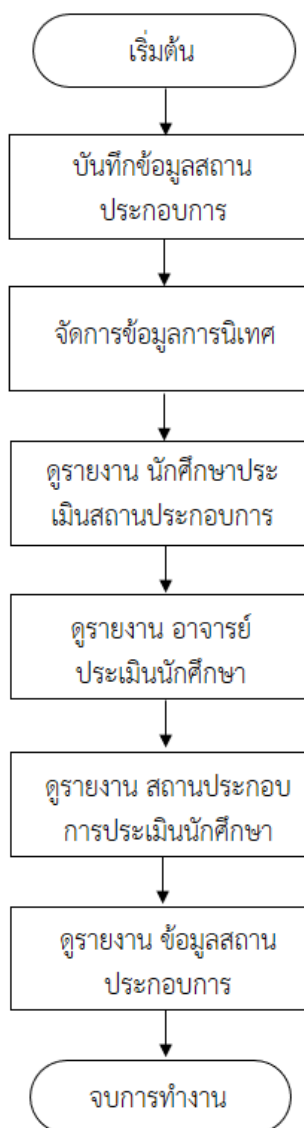 เริ่มต้น
บันทึกข้อมูลสถาน
ประกอบการ
จัดการข้อมูลการนิเทศ
ดูรายงาน นักศึกษาประ
เมินสถานประกอบการ
ดูรายงาน อาจารย์
ประเมินนักศึกษา
ดูรายงาน สถานประกอบ
การประเมินนักศึกษา
ดูรายงาน ข้อมูลสถาน
ประกอบการ
จบการทำงาน